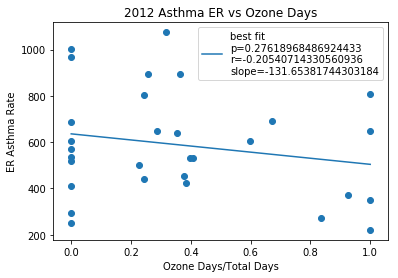 2012 Asthma ER vs Ozone Days
best fit
p=0.27618968486924433
r=-0.20540714330560936
slope=-131.65381744303184
ER Asthma Rate
1000
800
600
400
200
0.0 0.2 0.4 0.6 0.8 1.0
Ozone Days/Total Days